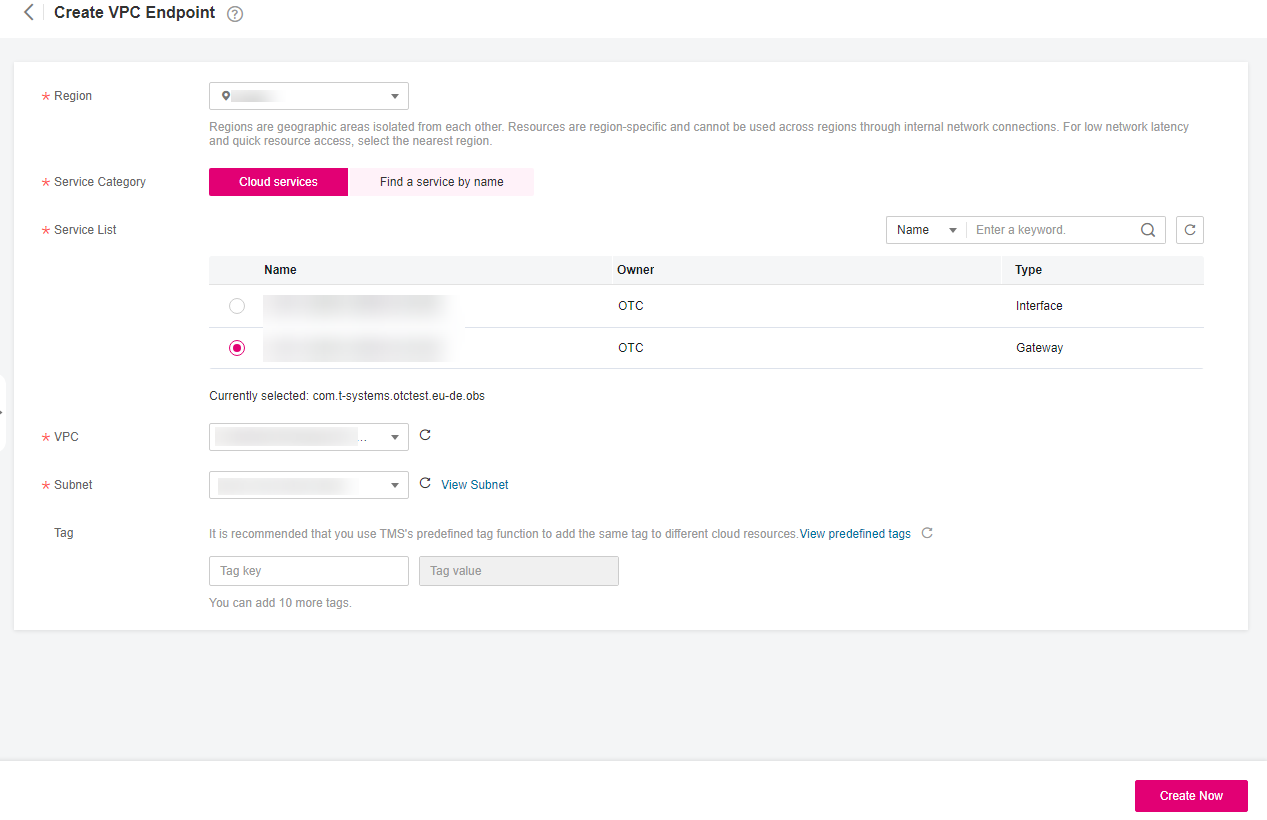 Create VPC Endpoint ?
* Region
Regions are geographic areas isolated from each other. Resources are region-specific and cannot be used across regions through internal network connections. For low network latency
and quick resource access, select the nearest region.
* Service Category Cloud services Find a service by name
* Service List Name Enter a keyword.
Name Owner Type
OTC Interface
OTC Gateway
Currently selected: com.t-systems.otctest.eu-de.obs
* VPC ...
* Subnet View Subnet
Tag It is recommended that you use TMS's predefined tag function to add the same tag to different cloud resources.View predefined tags
Tag key Tag value
You can add 10 more tags.
Create Now